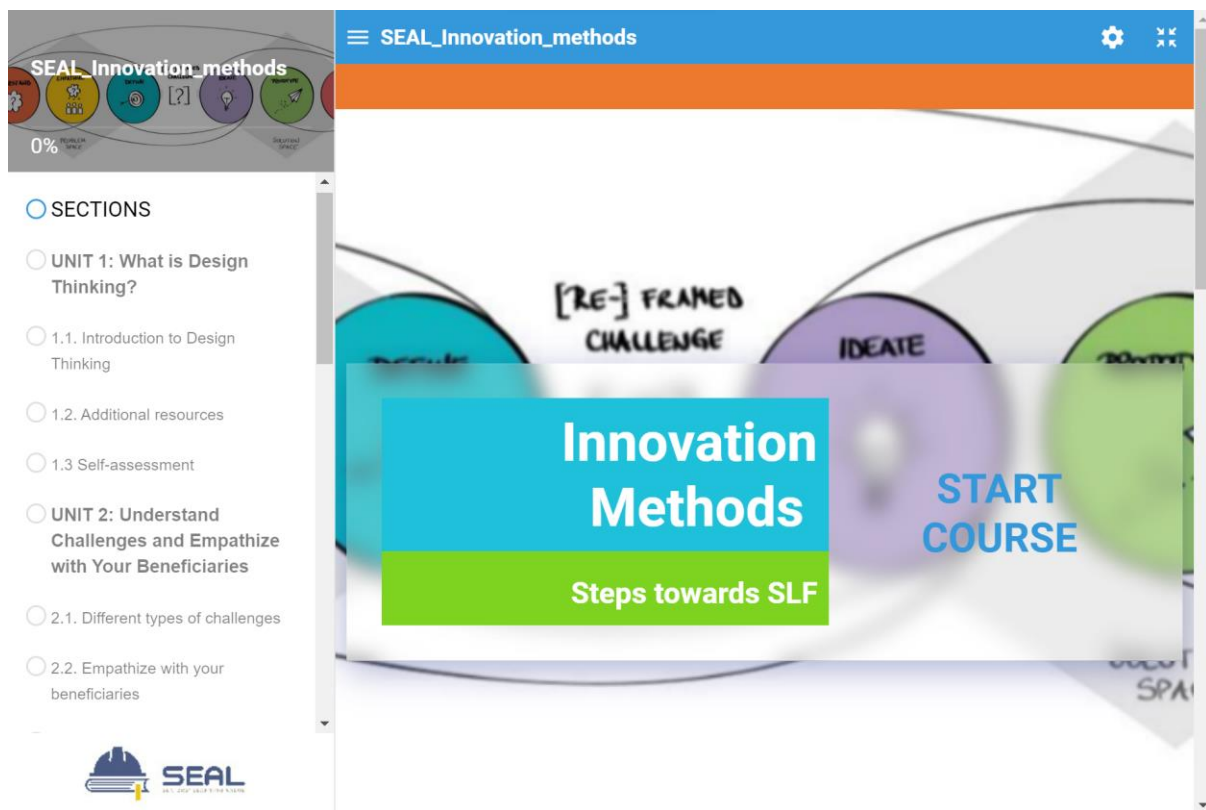 SEAL_Innovation_methods
[?]
0%
SECTIONS
UNIT 1: What is Design
Thinking?
1.1. Introduction to Design
Thinking
1.2. Additional resources
1.3 Self-assessment
UNIT 2: Understand
Challenges and Empathize
with Your Beneficiaries
2.1. Different types of challenges
2.2. Empathize with your
beneficiaries
SEAL
SEAL_Innovation_methods
[RE-] FRAMED
CHALLENGE
IDEATE
Innovation
Methods
Steps towards SLF
START
COURSE